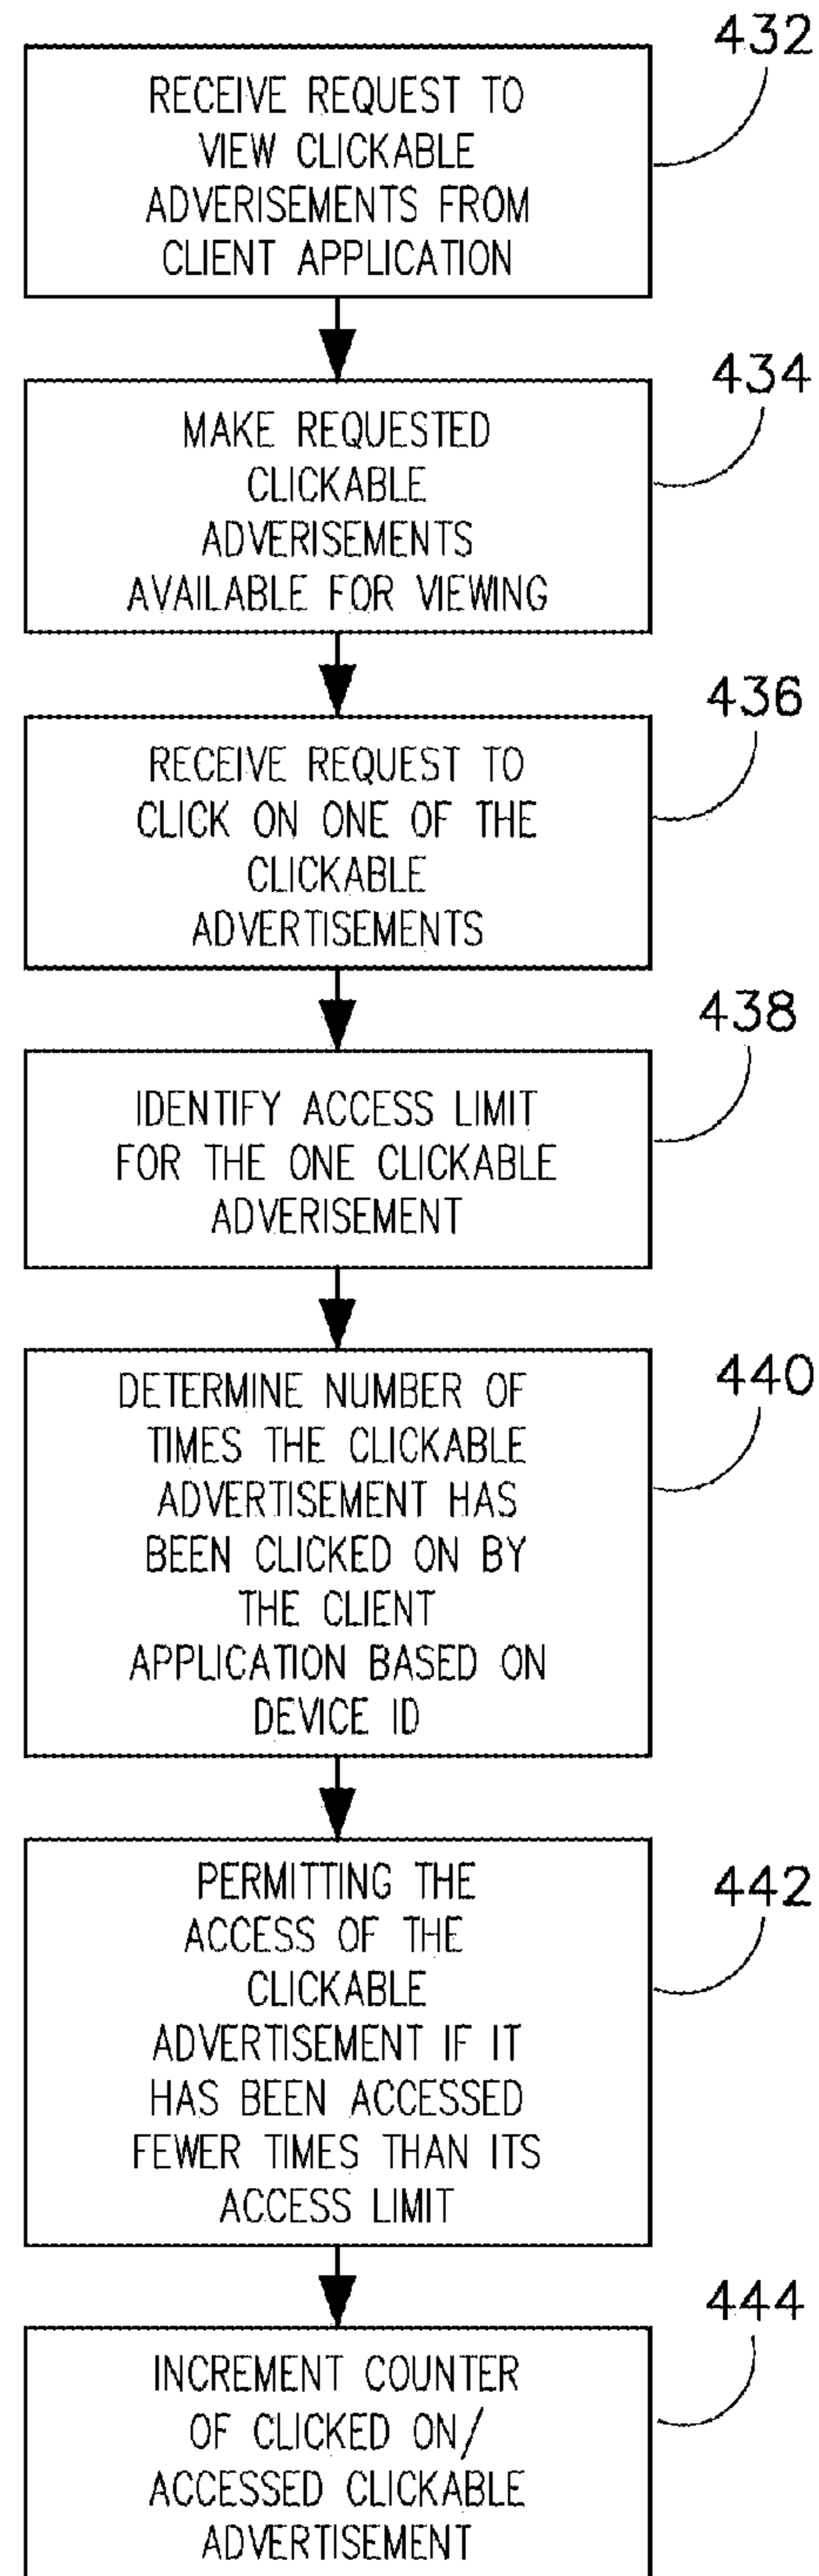 432
RECEIVE REQUEST TO
VIEW CLICKABLE
ADVERISEMENTS FROM
CLIENT APPLICATION
434
MAKE REQUESTED
CLICKABLE
ADVERISEMENTS
AVAILABLE FOR VIEWING
436
RECEIVE REQUEST TO
CLICK ON ONE OF THE
CLICKABLE
ADVERTISEMENTS
438
IDENTIFY ACCESS LIMIT
FOR THE ONE CLICKABLE
ADVERISEMENT
440
DETERMINE NUMBER OF
TIMES THE CLICKABLE
ADVERTISEMENT HAS
BEEN CLICKED ON BY
THE CLIENT
APPLICATION BASED ON
DEVICE ID
442
PERMITTING THE
ACCESS OF THE
CLICKABLE
ADVERTISEMENT IF IT
HAS BEEN ACCESSED
FEWER TIMES THAN ITS
ACCESS LIMIT
444
INCREMENT COUNTER
OF CLICKED ON/
ACCESSED CLICKABLE
ADVERTISEMENT